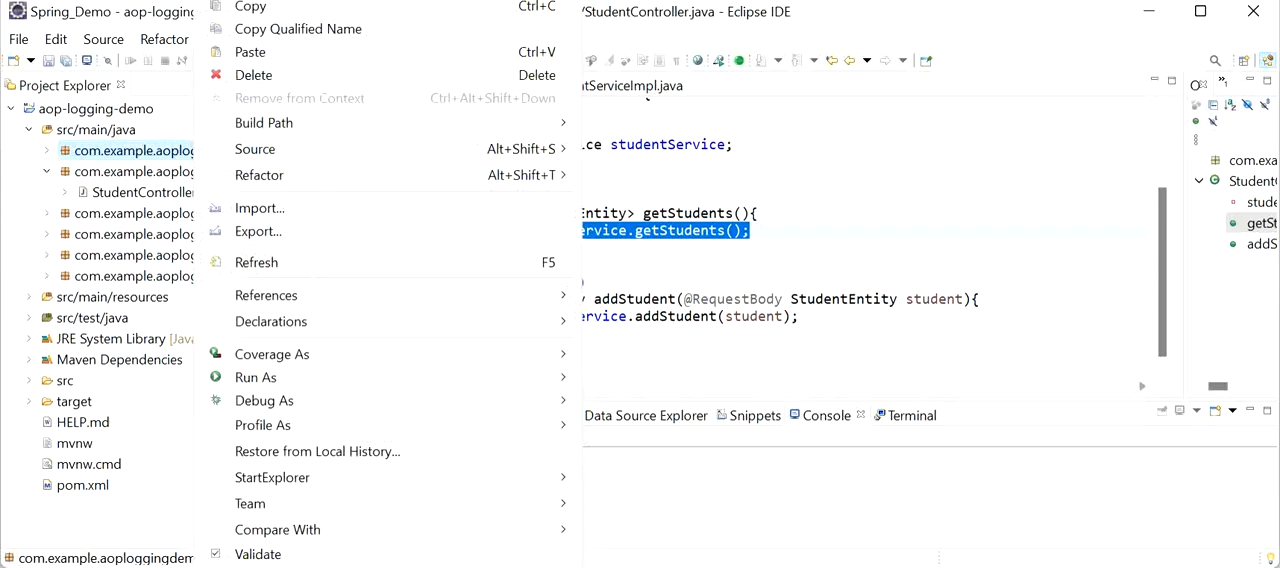 Spring_Demo - aop-logging
/StudentController.java - Eclipse IDE
File Edit Source Refactor
Project Explorer
aop-logging-demo
src/main/java
com.example.aoplog
com.example.aoplog
StudentController
com.example.aoplog
com.example.aoplog
com.example.aoplog
com.example.aoplog
src/main/resources
src/test/java
JRE System Library [Java
Maven Dependencies
src
target
HELP.md
mvnw
mvnw.cmd
pom.xml
com.example.aoploggingdem
Copy Ctrl+C
Copy Qualified Name
Paste Ctrl+V
Delete Delete
Remove from Context Ctrl+Alt+Shift+Down
Build Path
Source Alt+Shift+S
Refactor Alt+Shift+T
Import...
Export...
Refresh F5
References
Declarations
Coverage As
Run As
Debug As
Profile As
Restore from Local History...
StartExplorer
Team
Compare With
Validate
ntServiceImpl.java
ice studentService;
Entity> getStudents(){
ervice.getStudents();
)
y addStudent(@RequestBody StudentEntity student){
ervice.addStudent(student);
Data Source Explorer Snippets Console Terminal
com.exa
Student
stude
getSt
addS